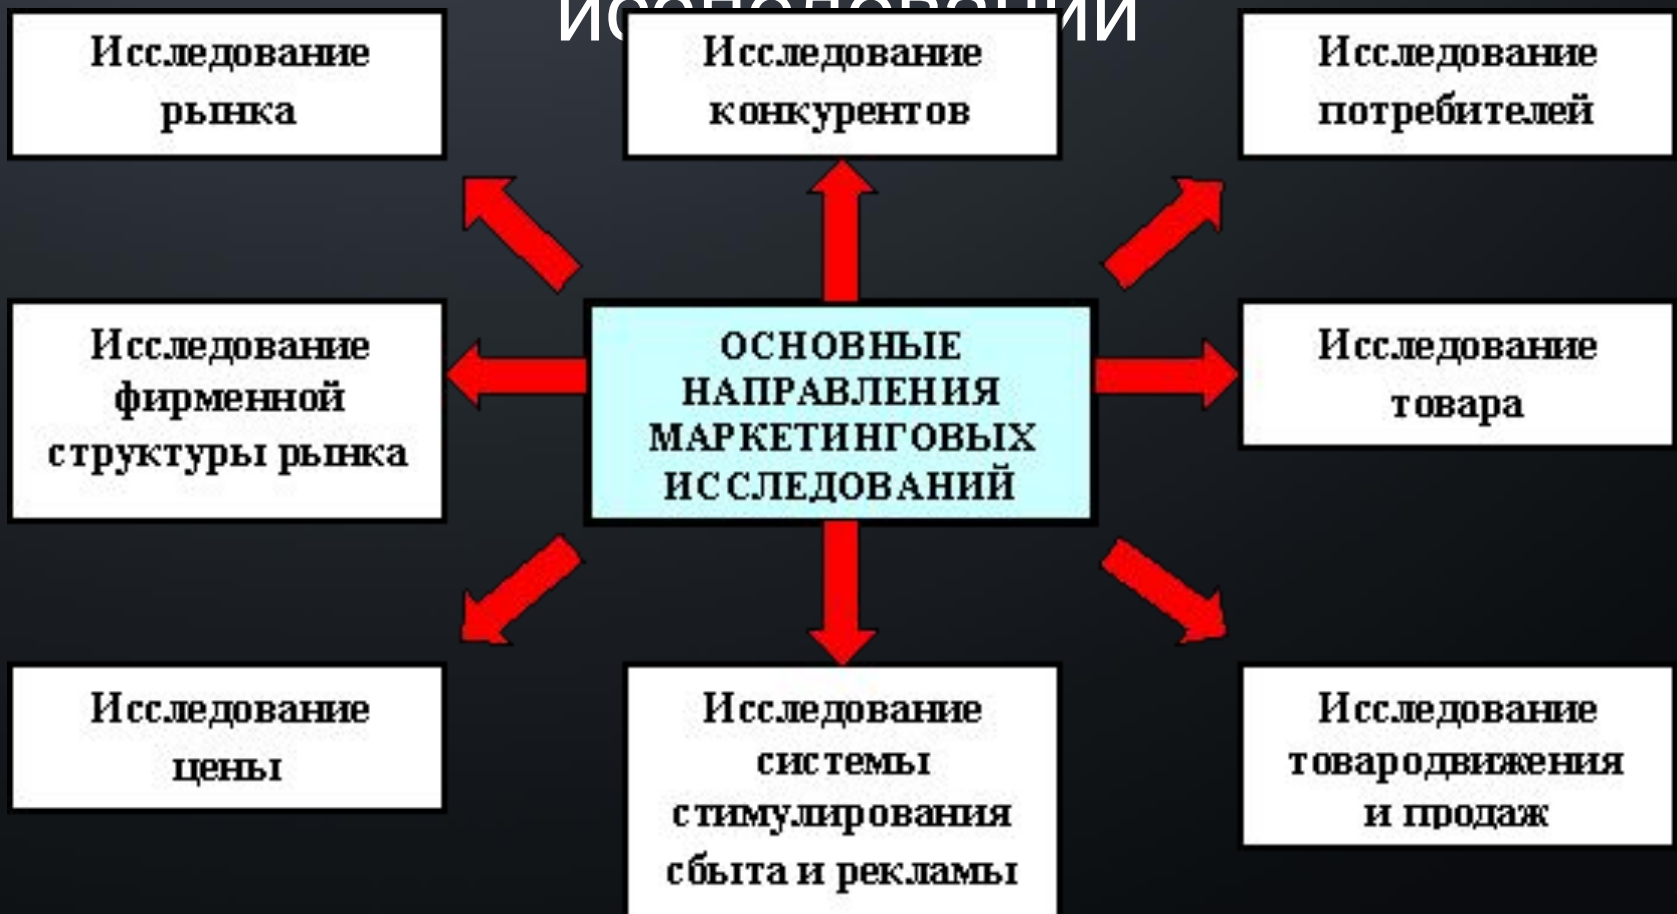 Исследование
рынка
Исследование
конкурентов
Исследование
потребителей
Исследование
фирменной
структуры рынка
ОСНОВНЫЕ
НАПРАВЛЕНИЯ
МАРКЕТИНГОВЫХ
ИССЛЕДОВАНИЙ
Исследование
товара
Исследование
цены
Исследование
системы
стимулирования
сбыта и рекламы
Исследование
товародвижения
и продаж